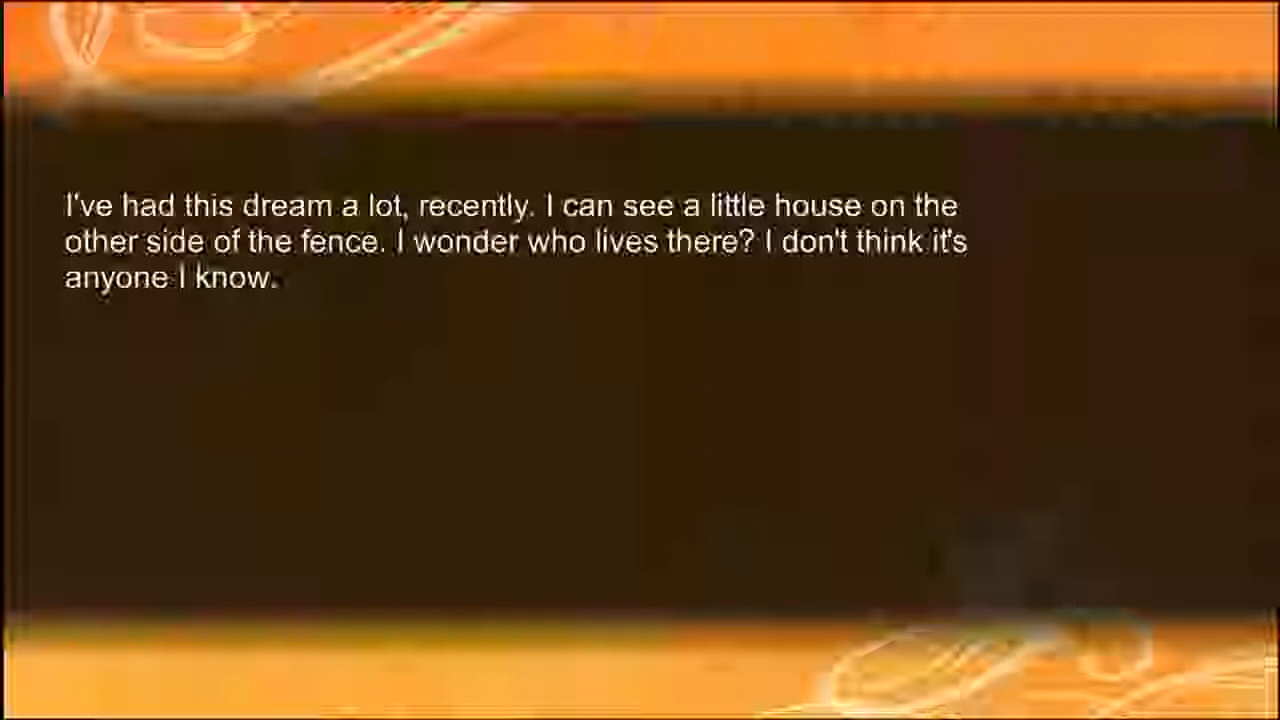 I've had this dream a lot, recently. I can see a little house on the
other side of the fence. I wonder who lives there? I don't think it's
anyone I know.